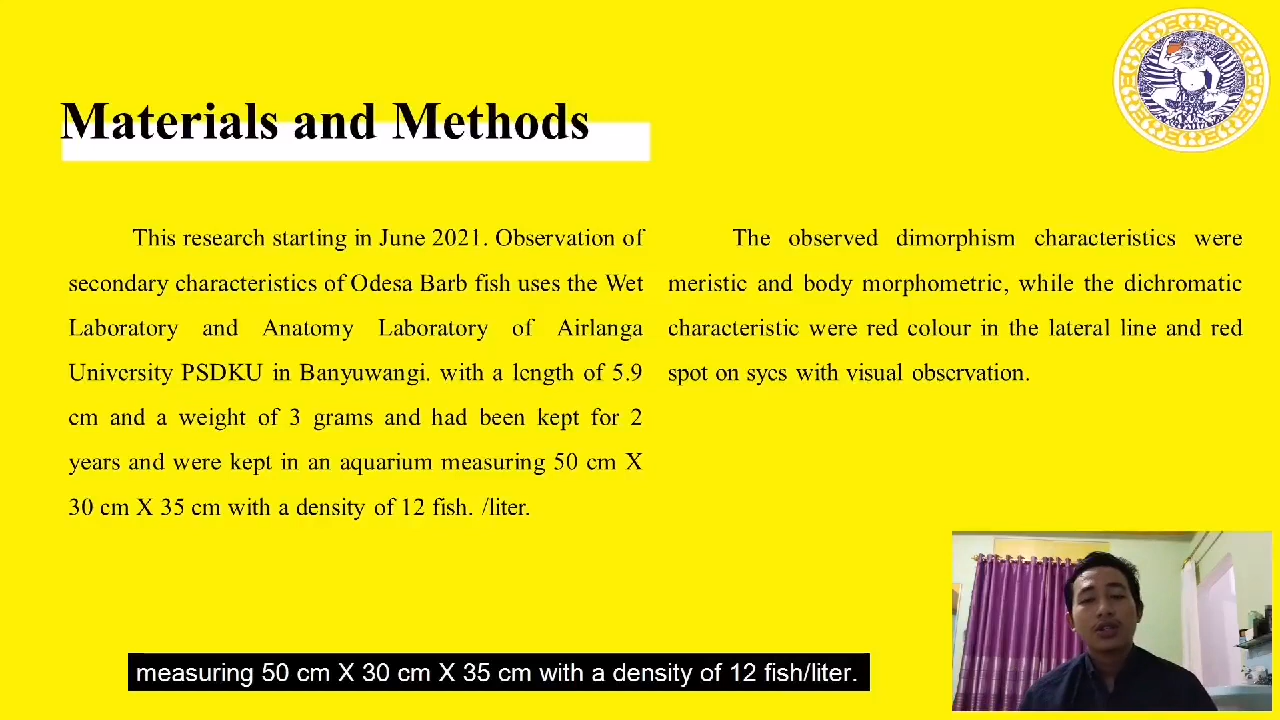 Materials and Methods
This research starting in June 2021. Observation of
secondary characteristics of Odesa Barb fish uses the Wet
Laboratory and Anatomy Laboratory of Airlanga
University PSDKU in Banyuwangi. with a length of 5.9
cm and a weight of 3 grams and had been kept for 2
years and were kept in an aquarium measuring 50 cm X
30 cm X 35 cm with a density of 12 fish. /liter.
The observed dimorphism characteristics were
meristic and body morphometric, while the dichromatic
characteristic were red colour in the lateral line and red
spot on syes with visual observation.
measuring 50 cm X 30 cm X 35 cm with a density of 12 fish/liter.